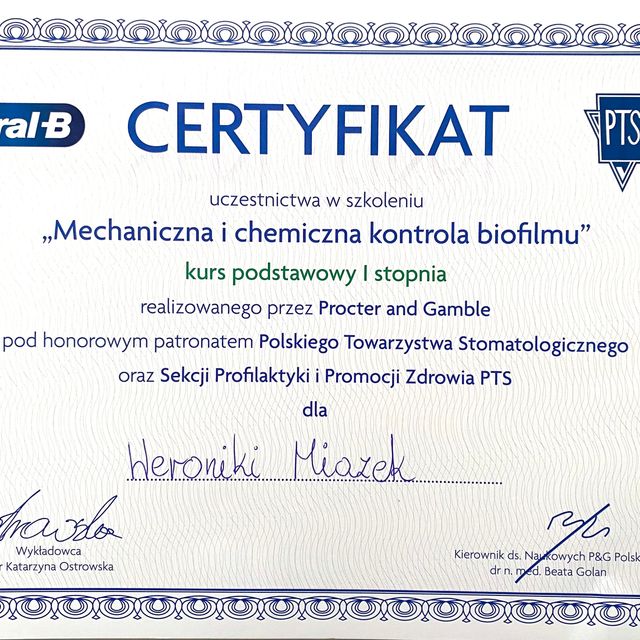 ral-B
CERTYFIKAT
PTS
uczestnictwa w szkoleniu
„Mechaniczna i chemiczna kontrola biofilmu”
kurs podstawowy I stopnia
realizowanego przez Procter and Gamble
pod honorowym patronatem Polskiego Towarzystwa Stomatologicznego
oraz Sekcji Profilaktyki i Promocji Zdrowia PTS
dla
Weroniki Miazek
Wykładowca
r Katarzyna Ostrowska
Kierownik ds. Naukowych P&G Polsk
dr n. med. Beata Golan